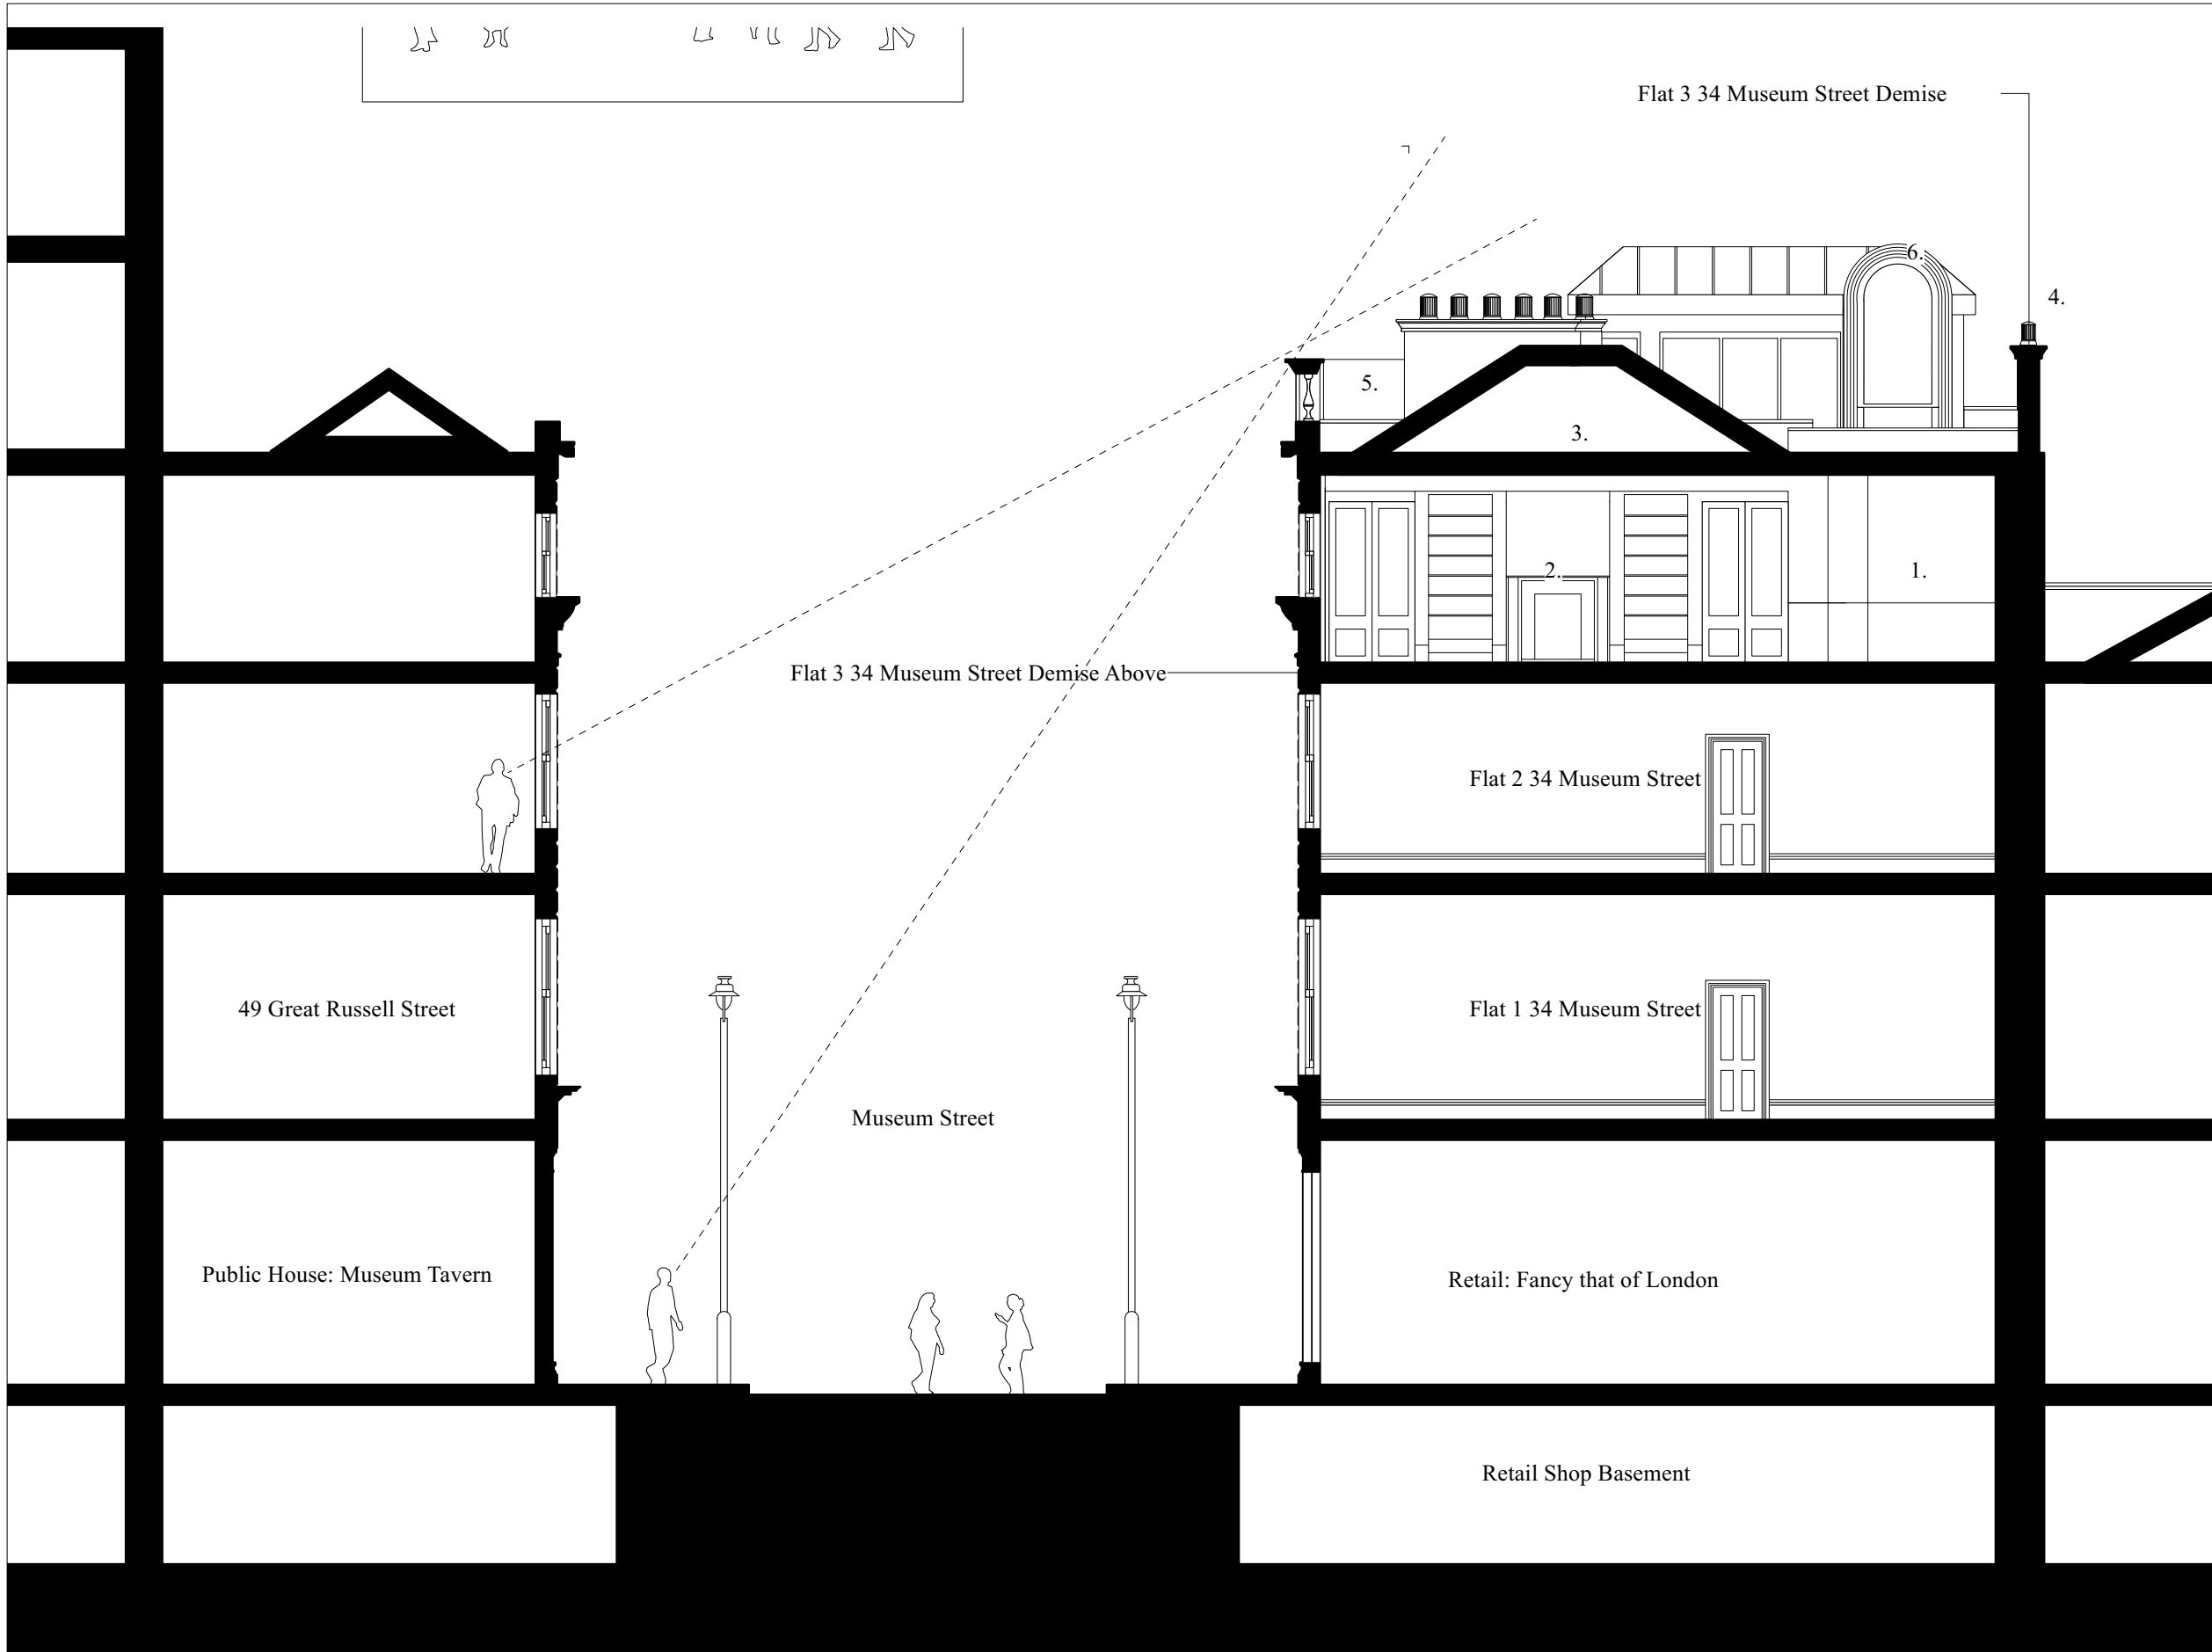 Flat 3 34 Museum Street Demise
6.
4.
5.
3.
2.
1.
Flat 3 34 Museum Street Demise Above
Flat 2 34 Museum Street
49 Great Russell Street
Flat 1 34 Museum Street
Museum Street
Public House: Museum Tavern
Retail: Fancy that of London
Retail Shop Basement